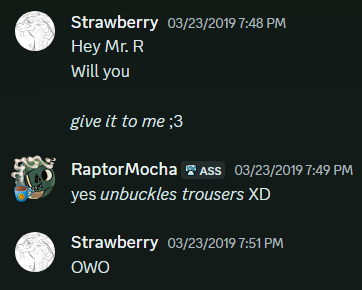 Strawberry 03/23/2019 7:48 PM
Hey Mr. R
Will you
give it to me ;3
RaptorMocha ASS 03/23/2019 7:49 PM
yes unbuckles trousers XD
Strawberry 03/23/2019 7:51 PM
OWO